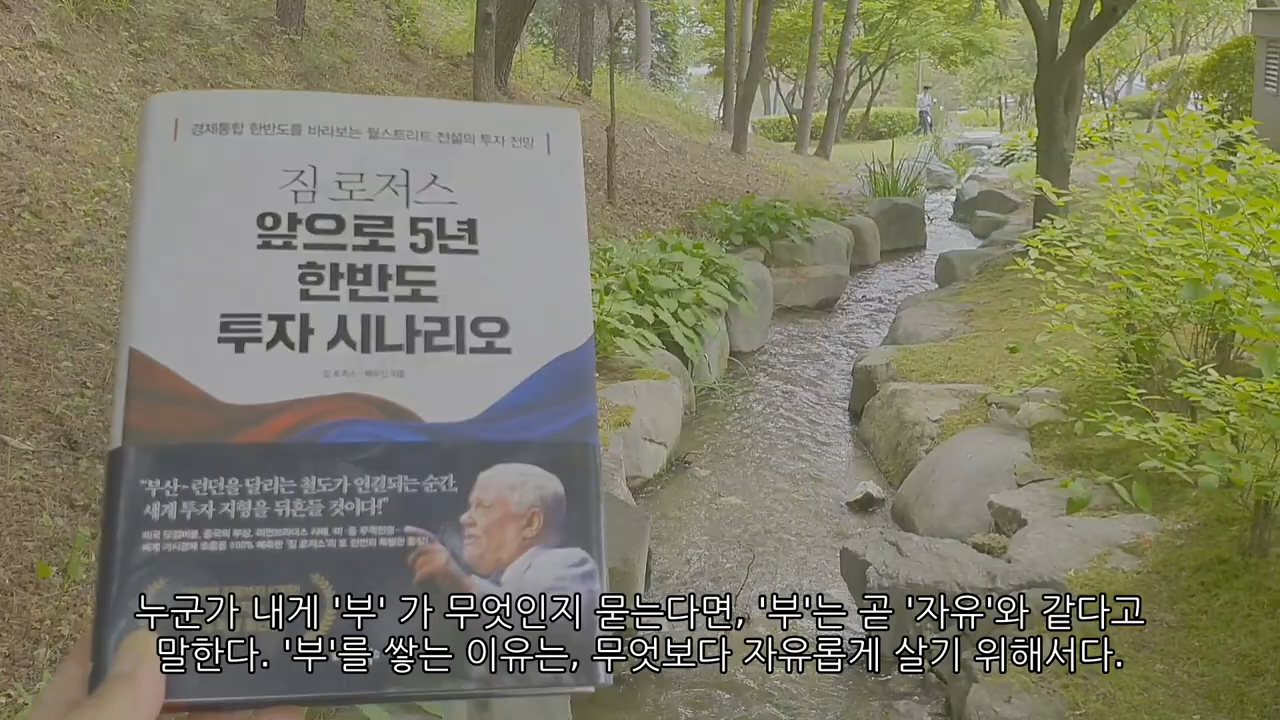 경제통합 한반도를 바라보는 월스트리트 전설의 투자 전망
짐 로저스
앞으로 5년
한반도
투자 시나리오
"부산-런던을 달리는 철도가 연결되는 순간,
세계 투자 지형을 뒤흔들 것이다!"
누군가 내게 '부' 가 무엇인지 묻는다면, '부'는 곧 '자유'와 같다고
말한다. '부'를 쌓는 이유는, 무엇보다 자유롭게 살기 위해서다.